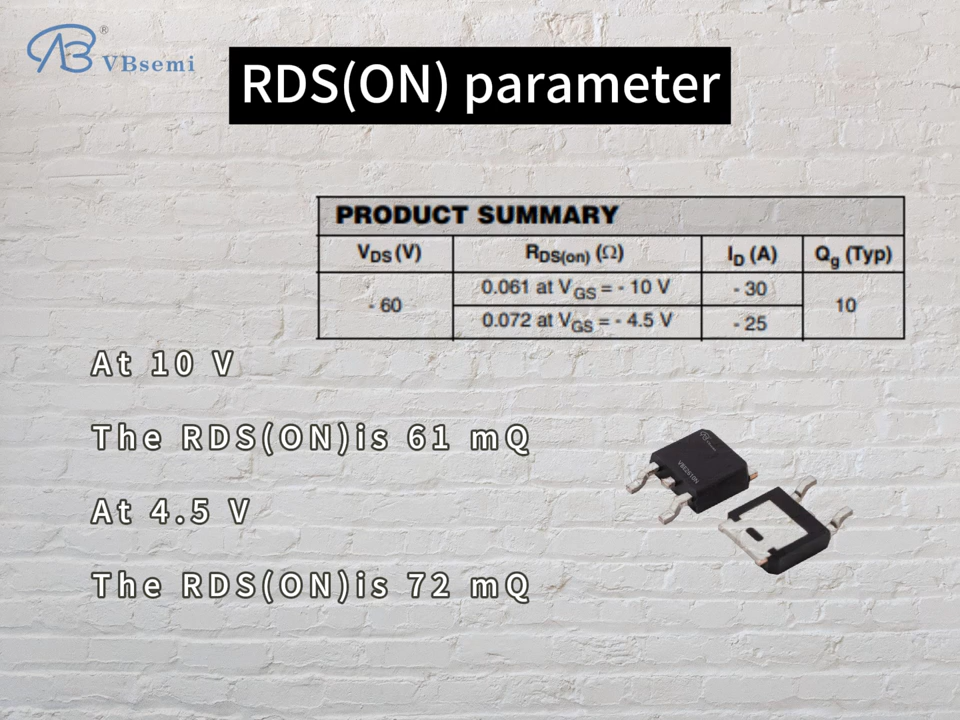 VBsemi ®
RDS(ON) parameter
PRODUCT SUMMARY
VDS (V) RDS(on) (Ω) ID (A) Qg (Typ)
- 60 0.061 at VGS = - 10 V - 30 10
0.072 at VGS = - 4.5 V - 25
At 10 V
The RDS(ON)is 61 mQ
At 4.5 V
The RDS(ON)is 72 mQ